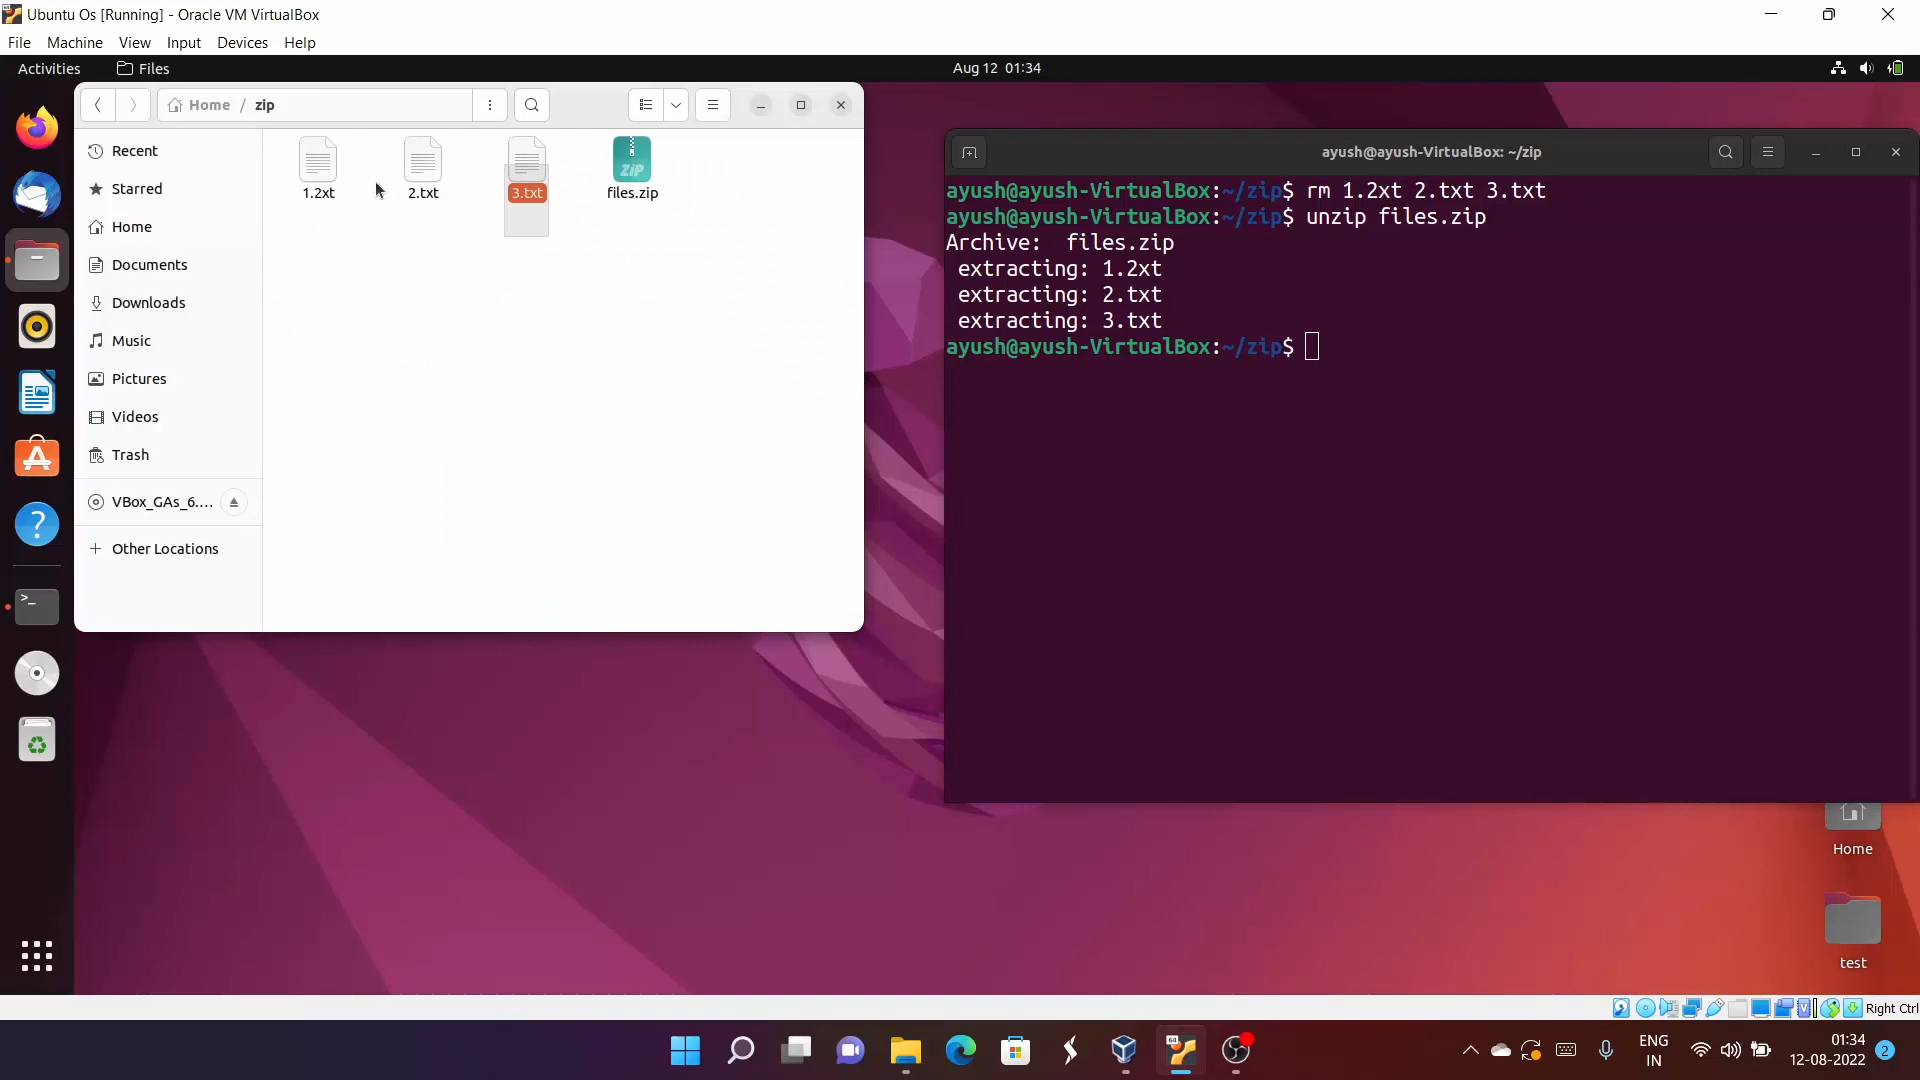 Ubuntu Os [Running] - Oracle VM VirtualBox
File Machine View Input Devices Help
Activities Files Aug 12 01:34
Home / zip
Recent
Starred
Home
Documents
Downloads
Music
Pictures
Videos
Trash
VBox_GAs_6....
+ Other Locations
1.2xt 2.txt 3.txt files.zip
ZIP
ayush@ayush-VirtualBox: ~/zip
ayush@ayush-VirtualBox:~/zip$ rm 1.2xt 2.txt 3.txt
ayush@ayush-VirtualBox:~/zip$ unzip files.zip
Archive:  files.zip
 extracting: 1.2xt
 extracting: 2.txt
 extracting: 3.txt
ayush@ayush-VirtualBox:~/zip$
Home
test
Right Ctrl
64
ENG
IN
01:34
12-08-2022
2